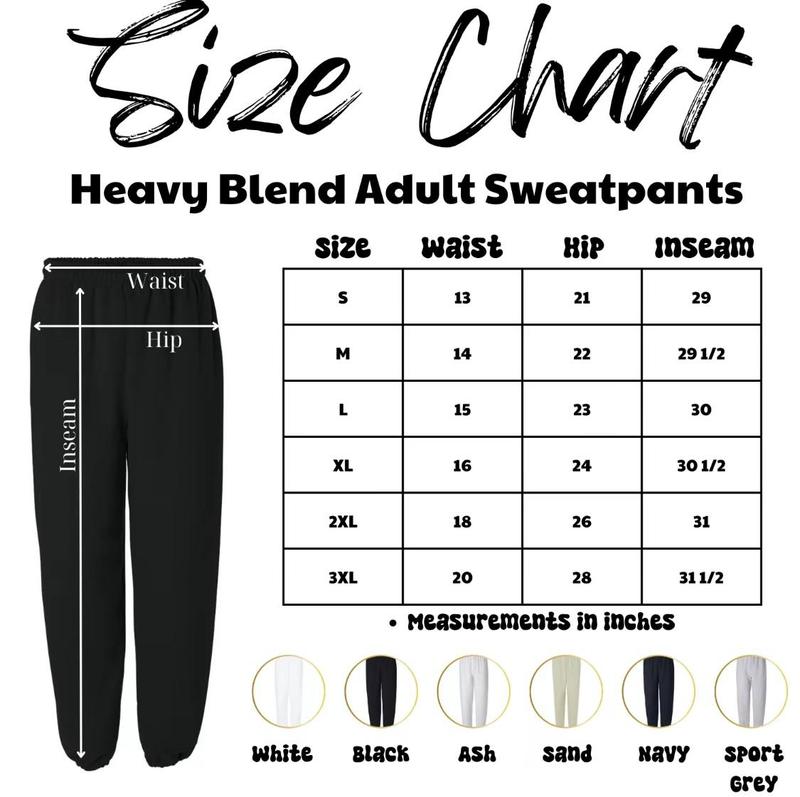 Size Chart
Heavy Blend Adult Sweatpants
Size Waist Hip Inseam
S 13 21 29
M 14 22 29 1/2
L 15 23 30
XL 16 24 30 1/2
2XL 18 26 31
3XL 20 28 31 1/2
• Measurements in inches
Waist
Hip
Inseam
White Black Ash Sand Navy Sport
Grey